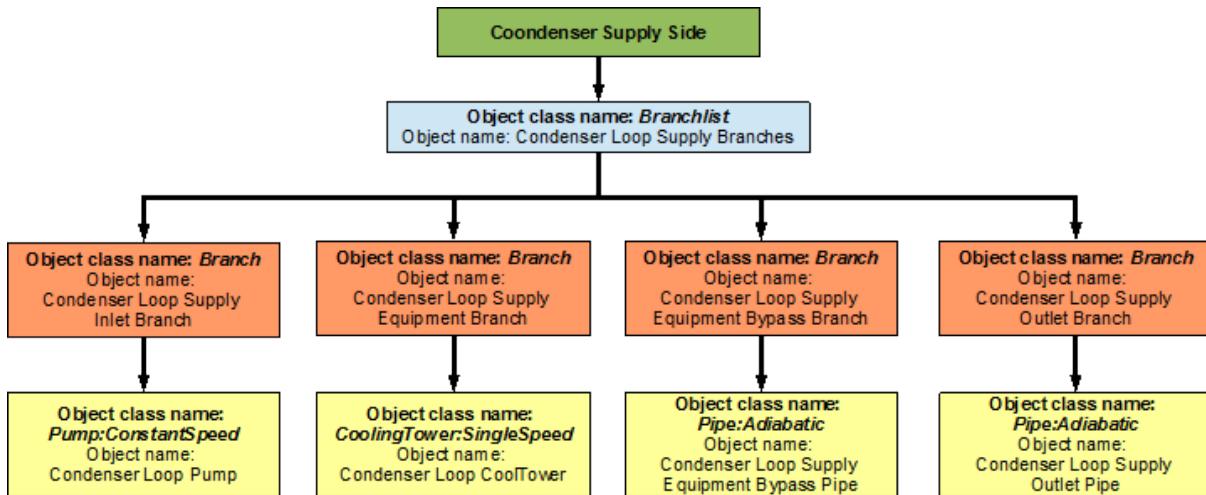 Coondenser Supply Side
Object class name: Branchlist
Object name: Condenser Loop Supply Branches
Object class name: Branch
Object name:
Condenser Loop Supply
Inlet Branch
Object class name: Branch
Object name:
Condenser Loop Supply
Equipment Branch
Object class name: Branch
Object name:
Condenser Loop Supply
Equipment Bypass Branch
Object class name: Branch
Object name:
Condenser Loop Supply
Outlet Branch
Object class name:
Pump:ConstantSpeed
Object name:
Condenser Loop Pump
Object class name:
CoolingTower:SingleSpeed
Object name:
Condenser Loop CoolTower
Object class name:
Pipe:Adiabatic
Object name:
Condenser Loop Supply
Equipment Bypass Pipe
Object class name:
Pipe:Adiabatic
Object name:
Condenser Loop Supply
Outlet Pipe